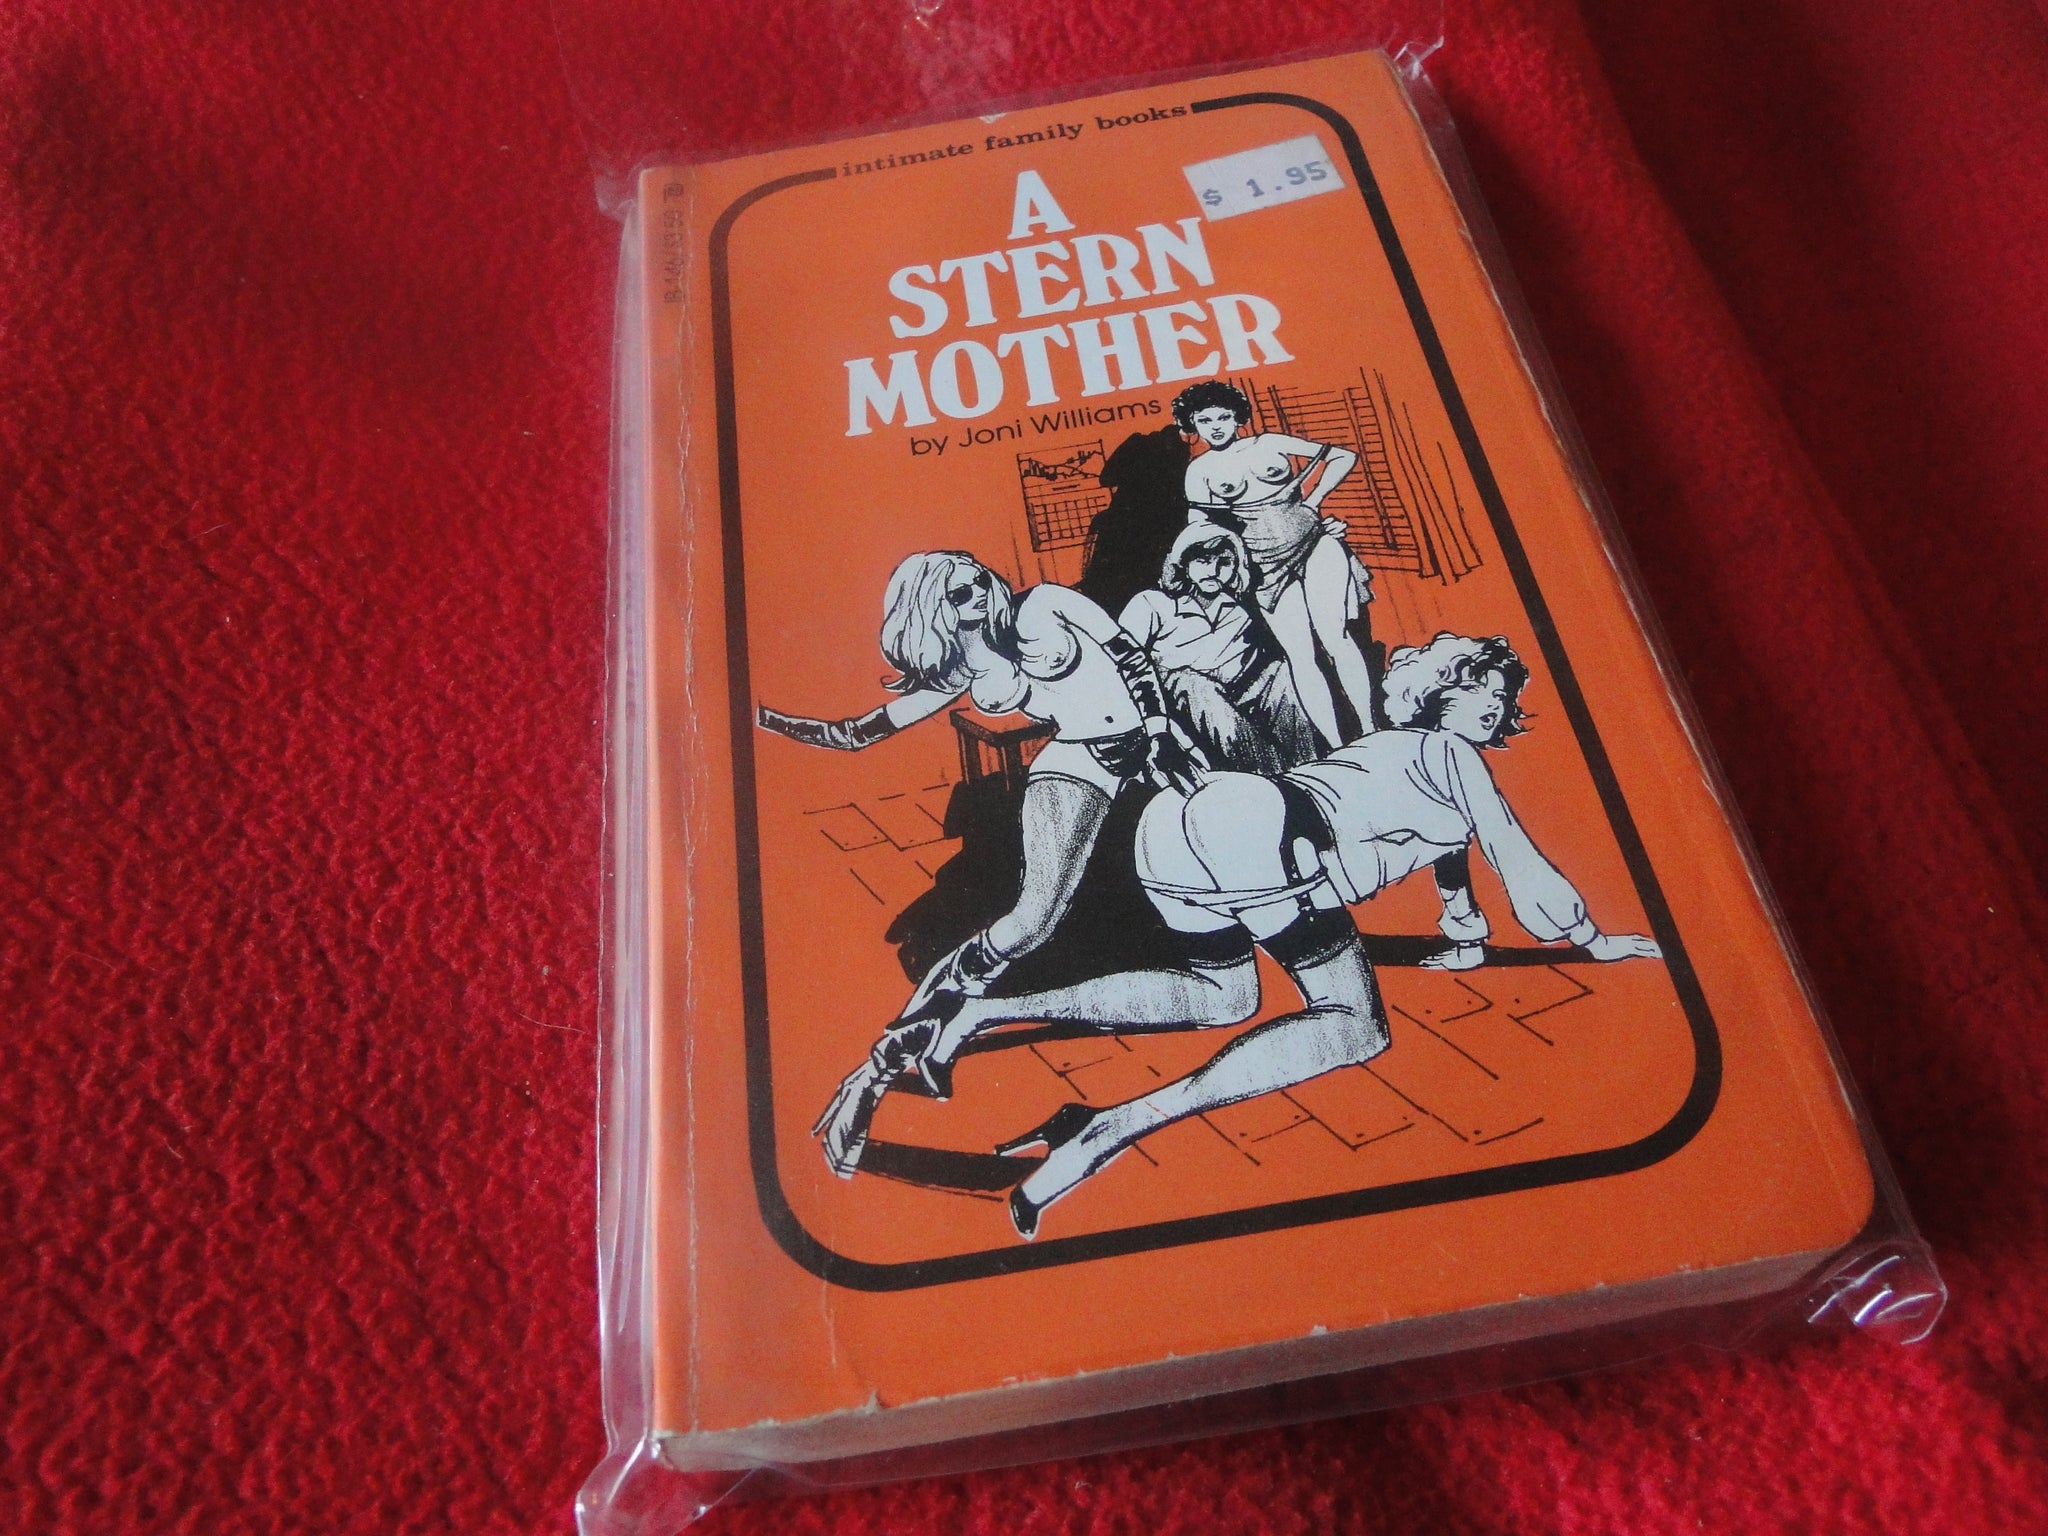 intimate family books
$ 1.95
A
STERN
MOTHER
by Joni Williams